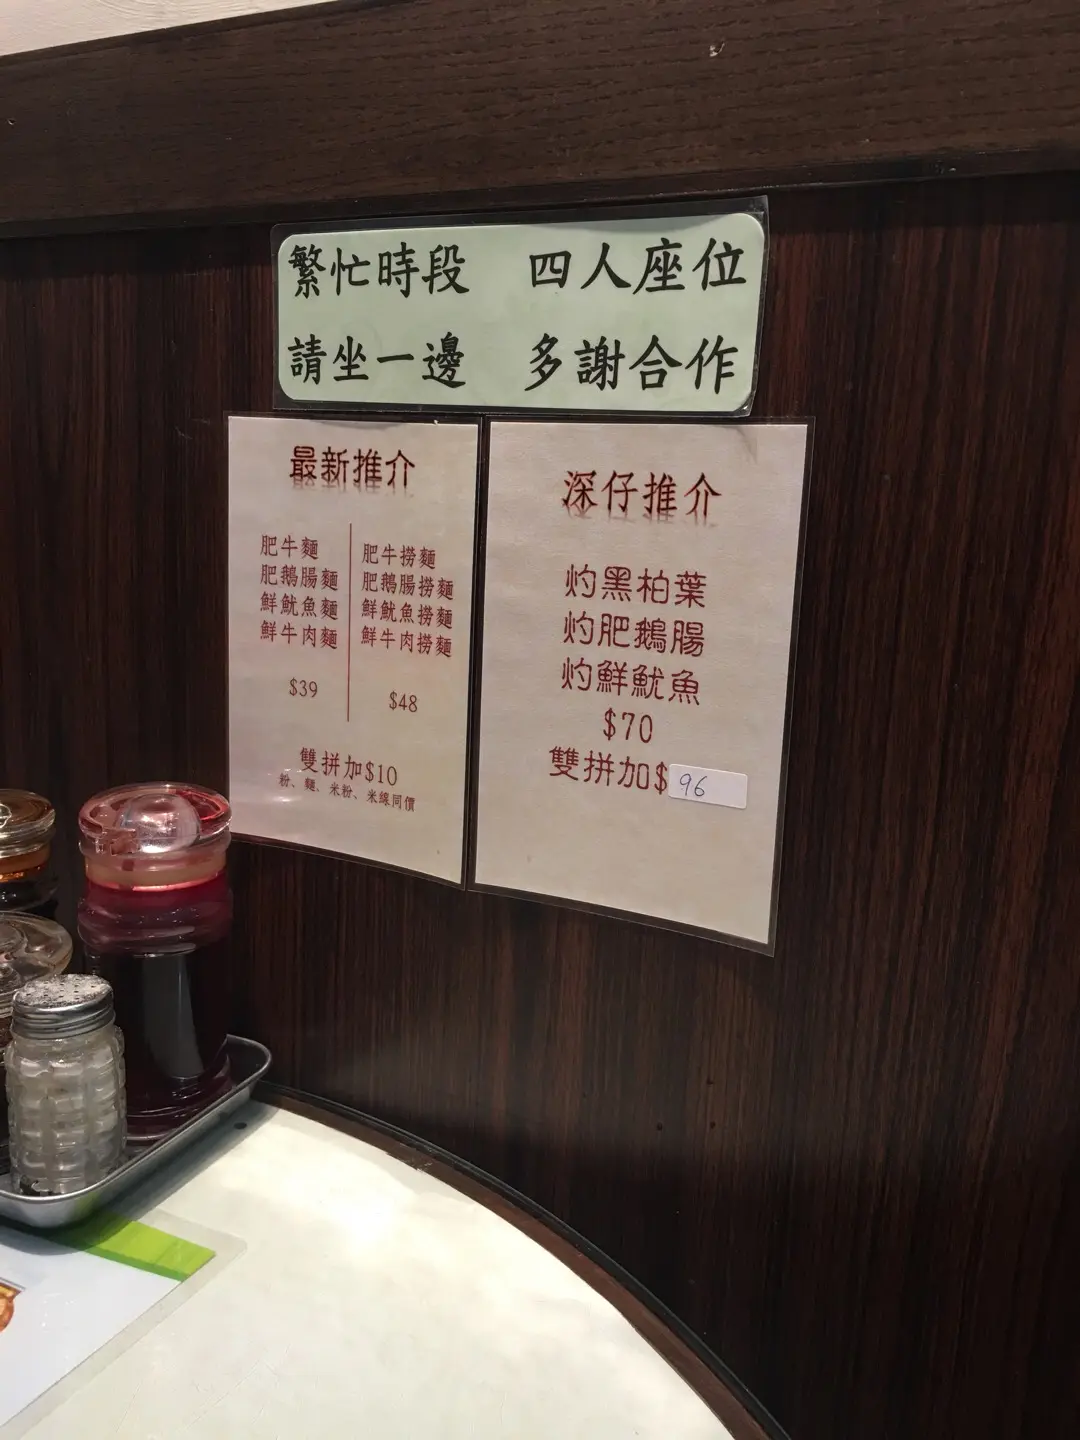 繁忙時段 四人座位
請坐一邊 多謝合作
最新推介
肥牛麵
肥鵝腸麵
鮮魷魚麵
鮮牛肉麵
$39
肥牛撈麵
肥鵝腸撈麵
鮮魷魚撈麵
鮮牛肉撈麵
$48
雙拼加$10
粉、麵、米粉、米線同價
深仔推介
灼黑柏葉
灼肥鵝腸
灼鮮魷魚
$70
雙拼加$96